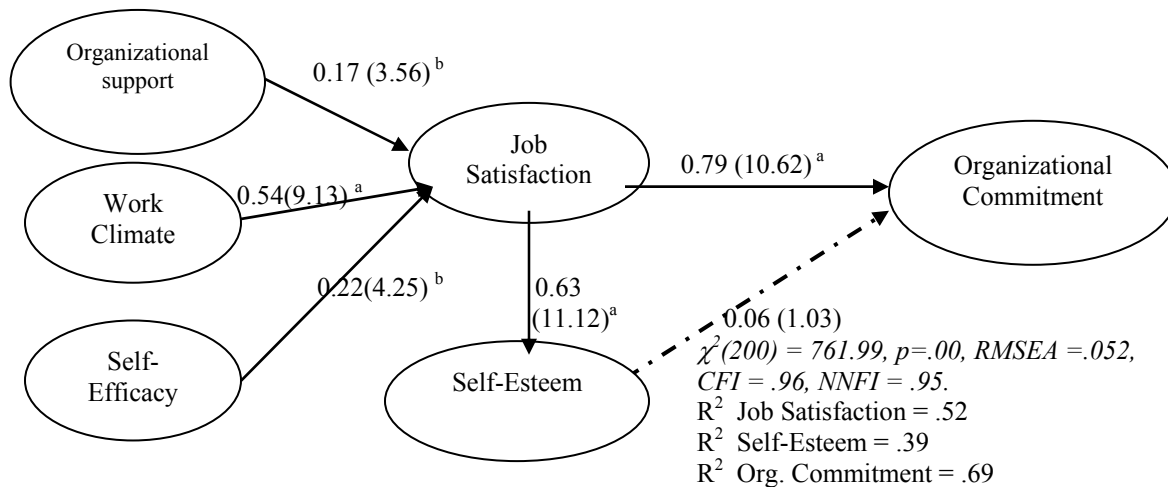 Organizational
support
0.17 (3.56) b
Job
Satisfaction
0.79 (10.62) a
Organizational
Commitment
Work
Climate
0.54(9.13) a
0.22(4.25) b
Self-
Efficacy
0.63
(11.12)a
Self-Esteem
0.06 (1.03)
χ2(200) = 761.99, p=.00, RMSEA =.052,
CFI = .96, NNFI = .95.
R2 Job Satisfaction = .52
R2 Self-Esteem = .39
R2 Org. Commitment = .69